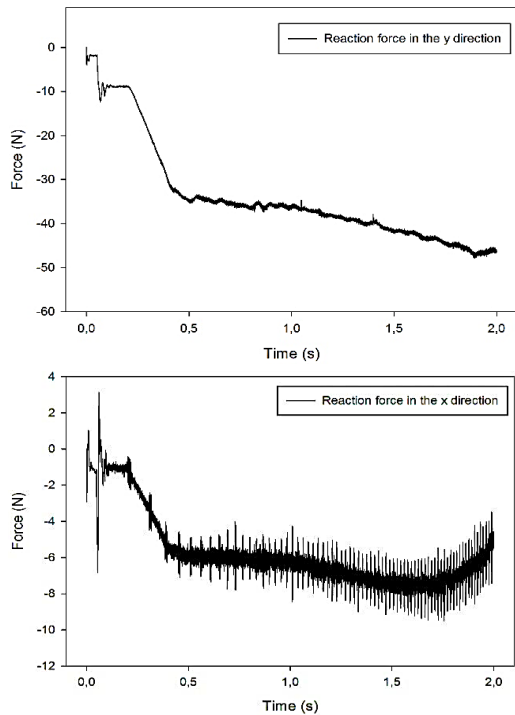 Reaction force in the y direction
0
-10
-20
-30
-40
-50
-60
Force (N)
0,0 0,5 1,0 1,5 2,0
Time (s)
Reaction force in the x direction
4
2
0
-2
-4
-6
-8
-10
-12
Force (N)
0,0 0,5 1,0 1,5 2,0
Time (s)